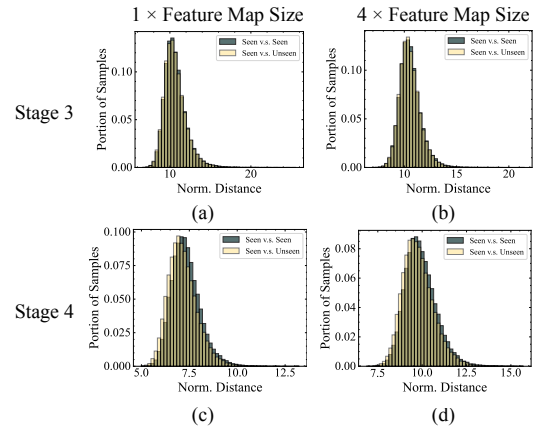 1 × Feature Map Size
4 × Feature Map Size
Stage 3
Portion of Samples
0.10
0.05
0.00
Seen v.s. Seen
Seen v.s. Unseen
10
20
Norm. Distance
(a)
Portion of Samples
0.10
0.05
0.00
Seen v.s. Seen
Seen v.s. Unseen
10
15
20
Norm. Distance
(b)
Stage 4
Portion of Samples
0.100
0.075
0.050
0.025
0.000
Seen v.s. Seen
Seen v.s. Unseen
5.0
7.5
10.0
12.5
Norm. Distance
(c)
Portion of Samples
0.08
0.06
0.04
0.02
0.00
Seen v.s. Seen
Seen v.s. Unseen
7.5
10.0
12.5
15.0
Norm. Distance
(d)